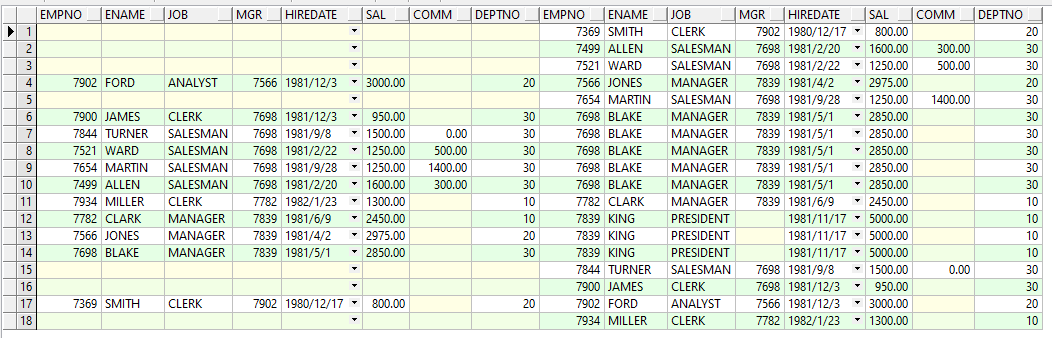 EMPNO ENAME JOB MGR HIREDATE SAL COMM DEPTNO EMPNO ENAME JOB MGR HIREDATE SAL COMM DEPTNO
1 7369 SMITH CLERK 7902 1980/12/17 800.00 20
2 7499 ALLEN SALESMAN 7698 1981/2/20 1600.00 300.00 30
3 7521 WARD SALESMAN 7698 1981/2/22 1250.00 500.00 30
4 7902 FORD ANALYST 7566 1981/12/3 3000.00 20 7566 JONES MANAGER 7839 1981/4/2 2975.00 20
5 7654 MARTIN SALESMAN 7698 1981/9/28 1250.00 1400.00 30
6 7900 JAMES CLERK 7698 1981/12/3 950.00 30 7698 BLAKE MANAGER 7839 1981/5/1 2850.00 30
7 7844 TURNER SALESMAN 7698 1981/9/8 1500.00 0.00 30 7698 BLAKE MANAGER 7839 1981/5/1 2850.00 30
8 7521 WARD SALESMAN 7698 1981/2/22 1250.00 500.00 30 7698 BLAKE MANAGER 7839 1981/5/1 2850.00 30
9 7654 MARTIN SALESMAN 7698 1981/9/28 1250.00 1400.00 30 7698 BLAKE MANAGER 7839 1981/5/1 2850.00 30
10 7499 ALLEN SALESMAN 7698 1981/2/20 1600.00 300.00 30 7698 BLAKE MANAGER 7839 1981/5/1 2850.00 30
11 7934 MILLER CLERK 7782 1982/1/23 1300.00 10 7782 CLARK MANAGER 7839 1981/6/9 2450.00 10
12 7782 CLARK MANAGER 7839 1981/6/9 2450.00 10 7839 KING PRESIDENT 1981/11/17 5000.00 10
13 7566 JONES MANAGER 7839 1981/4/2 2975.00 20 7839 KING PRESIDENT 1981/11/17 5000.00 10
14 7698 BLAKE MANAGER 7839 1981/5/1 2850.00 30 7839 KING PRESIDENT 1981/11/17 5000.00 10
15 7844 TURNER SALESMAN 7698 1981/9/8 1500.00 0.00 30
16 7900 JAMES CLERK 7698 1981/12/3 950.00 30
17 7369 SMITH CLERK 7902 1980/12/17 800.00 20 7902 FORD ANALYST 7566 1981/12/3 3000.00 20
18 7934 MILLER CLERK 7782 1982/1/23 1300.00 10